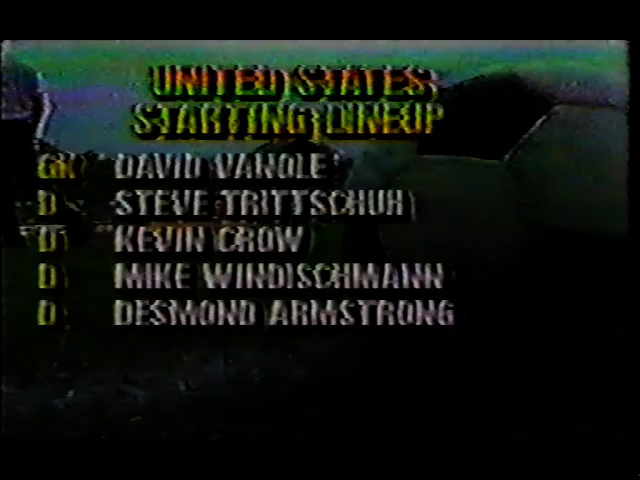 UNITED STATES
STARTING LINEUP
GK DAVID VANOLE
D STEVE TRITTSCHUH
D KEVIN CROW
D MIKE WINDISCHMANN
D DESMOND ARMSTRONG